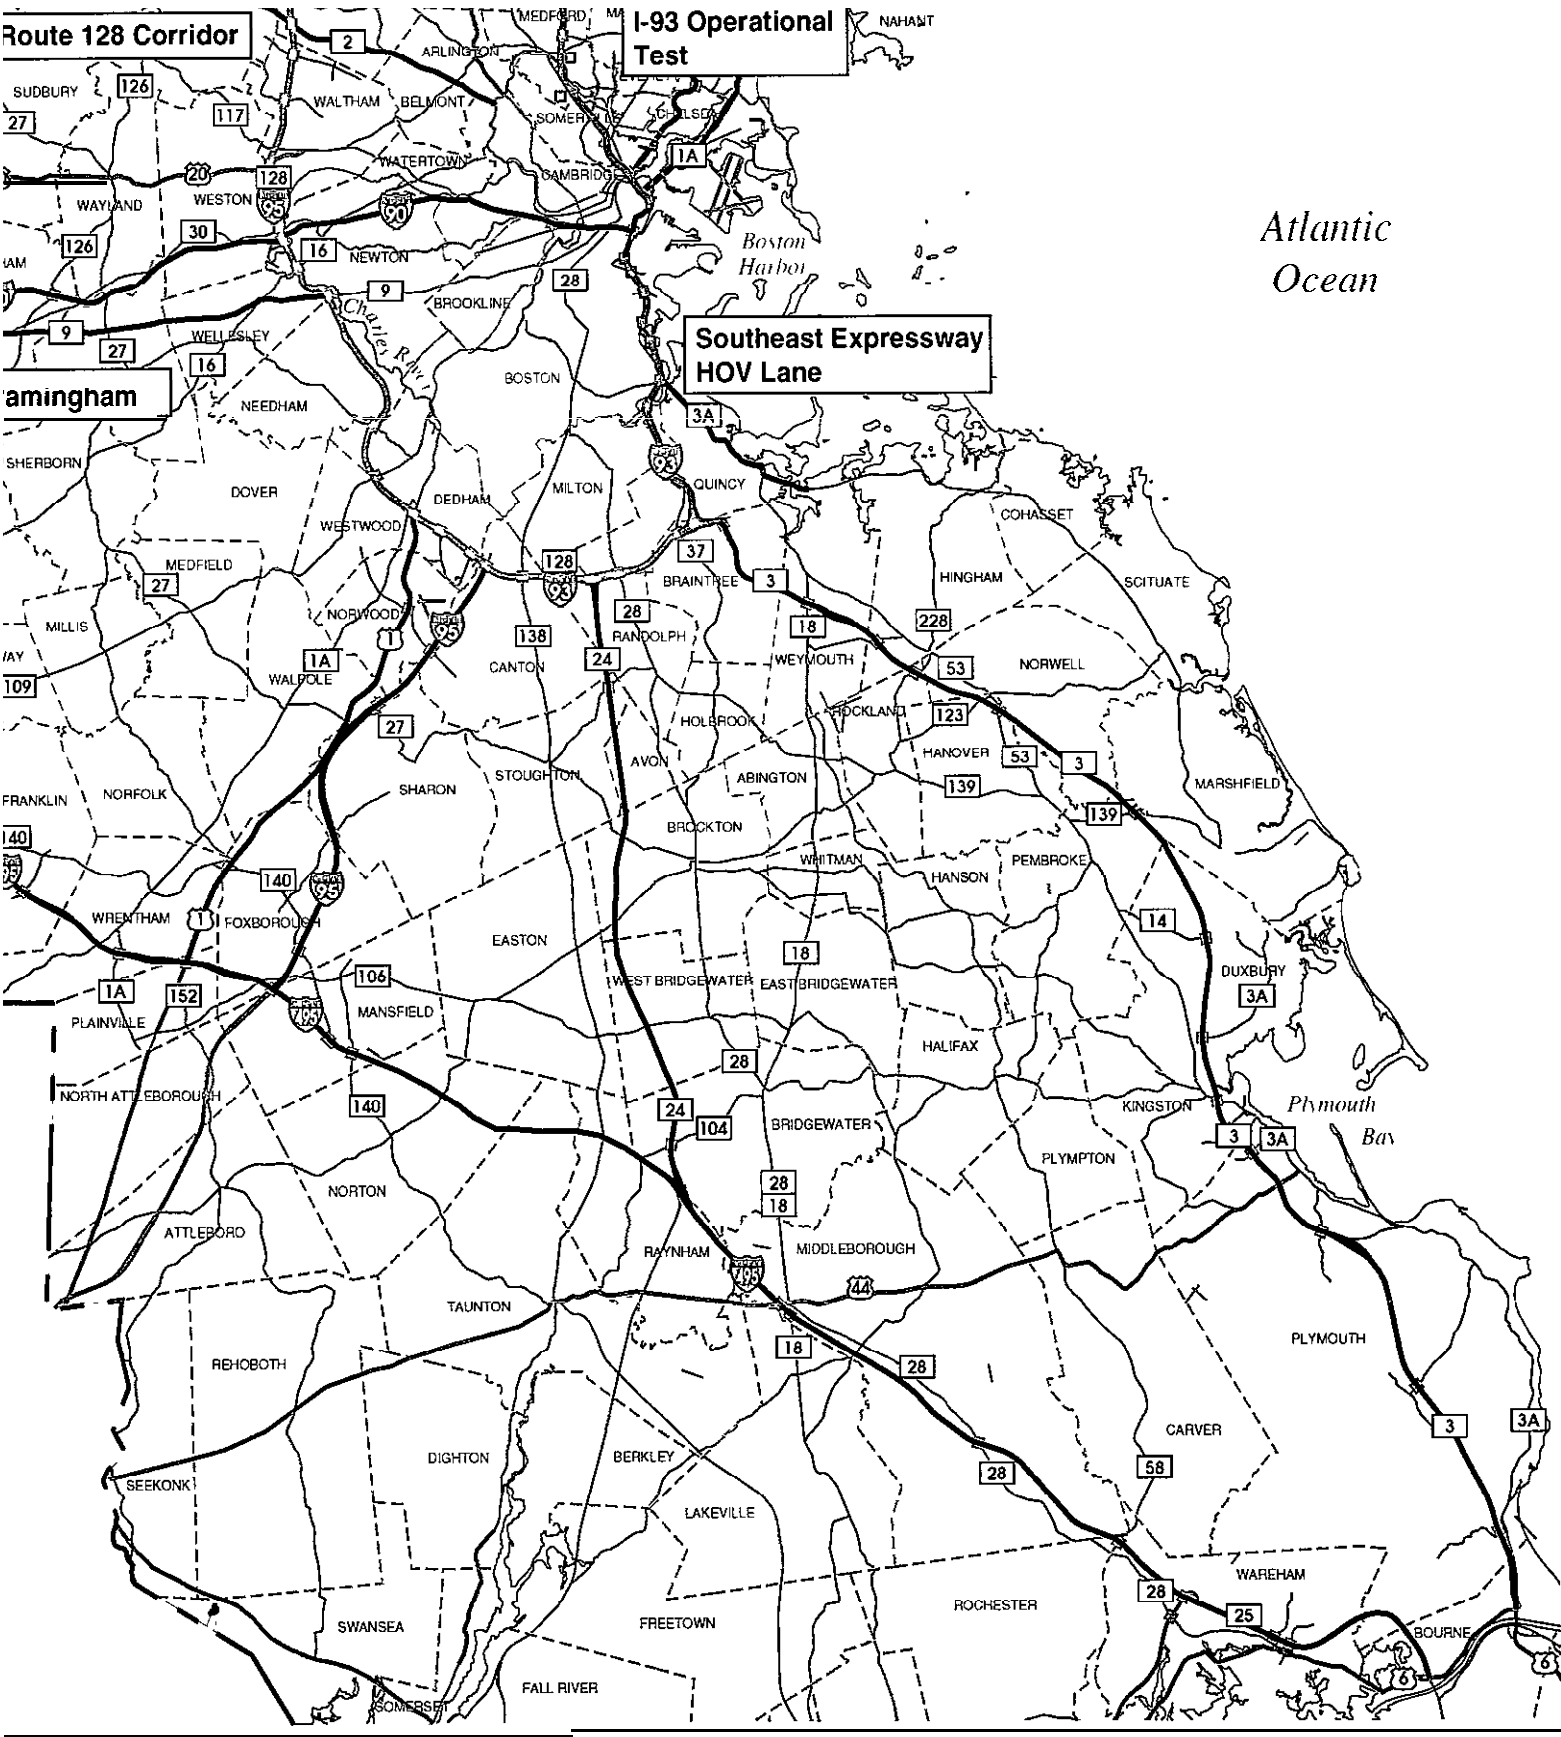 MEDFORD
I-93 Operational
Test
NAHANT
Route 128 Corridor
2
ARLINGTON
SUDBURY
126
117
WALTHAM
BELMONT
27
SOMERVILLE
CHELSEA
1A
WATERTOWN
20
128
95
WESTON
CAMBRIDGE
WAYLAND
90
30
126
16
NEWTON
Boston
Harbor
Atlantic
Ocean
28
9
BROOKLINE
Charles River
9
WELLESLEY
27
16
Southeast Expressway
HOV Lane
BOSTON
amingham
NEEDHAM
3A
93
SHERBORN
DOVER
DEDHAM
MILTON
QUINCY
WESTWOOD
COHASSET
MEDFIELD
128
93
37
BRAINTREE
3
HINGHAM
SCITUATE
27
28
NORWOOD
95
1
MILLIS
138
RANDOLPH
18
228
1A
CANTON
24
WEYMOUTH
53
NORWELL
WALPOLE
109
27
HOLBROOK
ROCKLAND
123
HANOVER
53
3
AVON
STOUGHTON
ABINGTON
139
MARSHFIELD
SHARON
FRANKLIN
NORFOLK
139
BROCKTON
140
WHITMAN
PEMBROKE
HANSON
140
95
WRENTHAM
1
FOXBOROUGH
14
EASTON
18
DUXBURY
3A
106
WEST BRIDGEWATER
EAST BRIDGEWATER
1A
152
MANSFIELD
495
PLAINVILLE
HALIFAX
28
NORTH ATTLEBOROUGH
140
24
104
BRIDGEWATER
KINGSTON
Plymouth
Bay
3
3A
PLYMPTON
28
18
NORTON
ATTLEBORO
RAYNHAM
MIDDLEBOROUGH
495
44
TAUNTON
18
PLYMOUTH
REHOBOTH
28
3A
3
CARVER
DIGHTON
BERKLEY
28
58
SEEKONK
LAKEVILLE
WAREHAM
28
25
ROCHESTER
SWANSEA
FREETOWN
BOURNE
6
6
FALL RIVER
SOMERSET